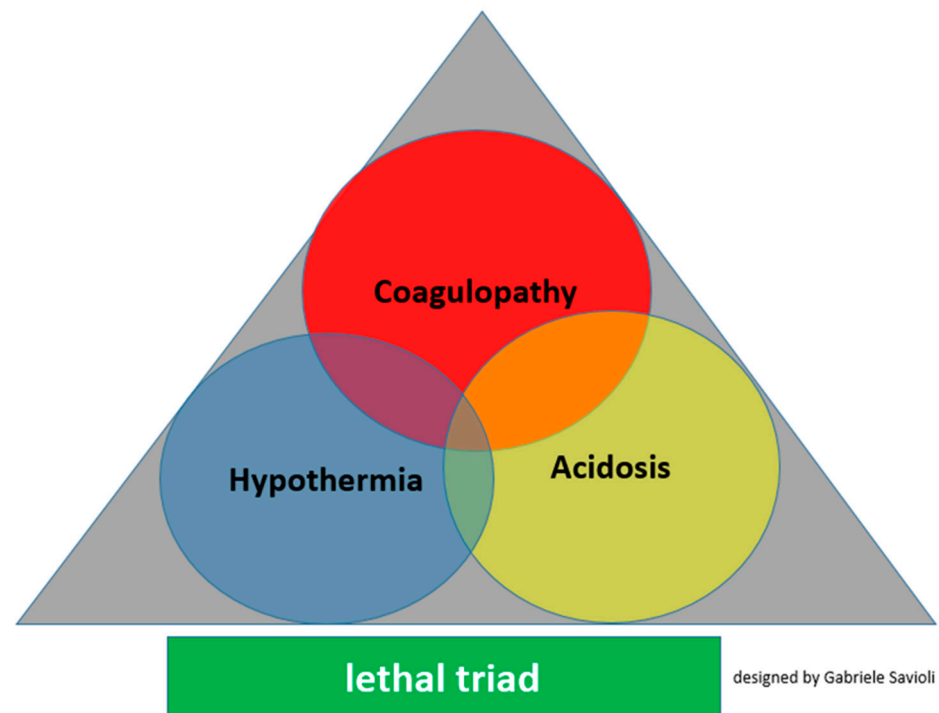 Coagulopathy
Hypothermia
Acidosis
lethal triad
designed by Gabriele Savioli